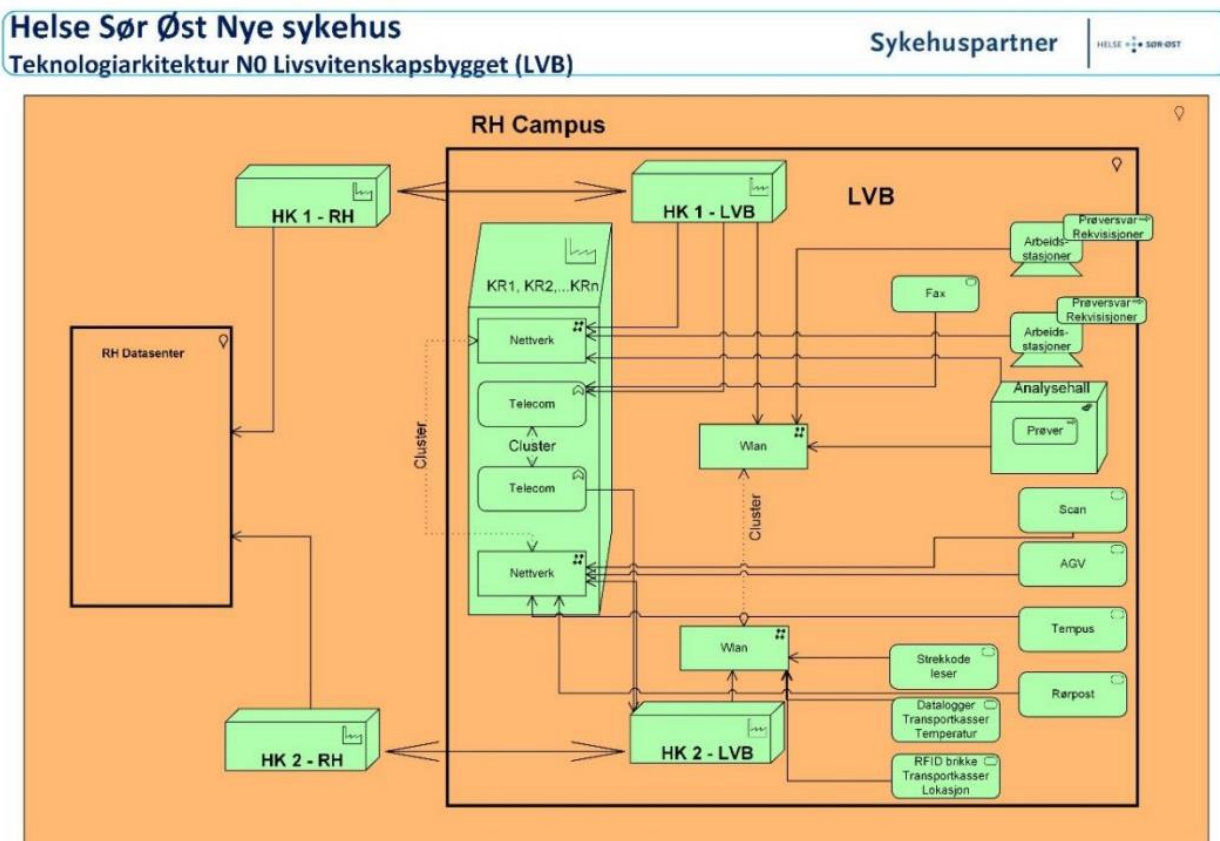 Helse Sør Øst Nye sykehus
Teknologiarkitektur N0 Livsvitenskapsbygget (LVB)
Sykehuspartner
HELSE SØR-ØST
RH Campus
HK 1 - RH
HK 1 - LVB
LVB
Prøversvar
Rekvisisjoner
Arbeids-
stasjoner
KR1, KR2,...KRn
Fax
Prøversvar
Rekvisisjoner
Arbeids-
stasjoner
Nettverk
RH Datasenter
Analysehall
Telecom
Prøver
Wlan
Cluster
Cluster
Telecom
Scan
Cluster
AGV
Nettverk
Tempus
Wlan
Strekkode
leser
Rørpost
Datalogger
Transportkasser
Temperatur
HK 2 - RH
HK 2 - LVB
RFID brikke
Transportkasser
Lokasjon